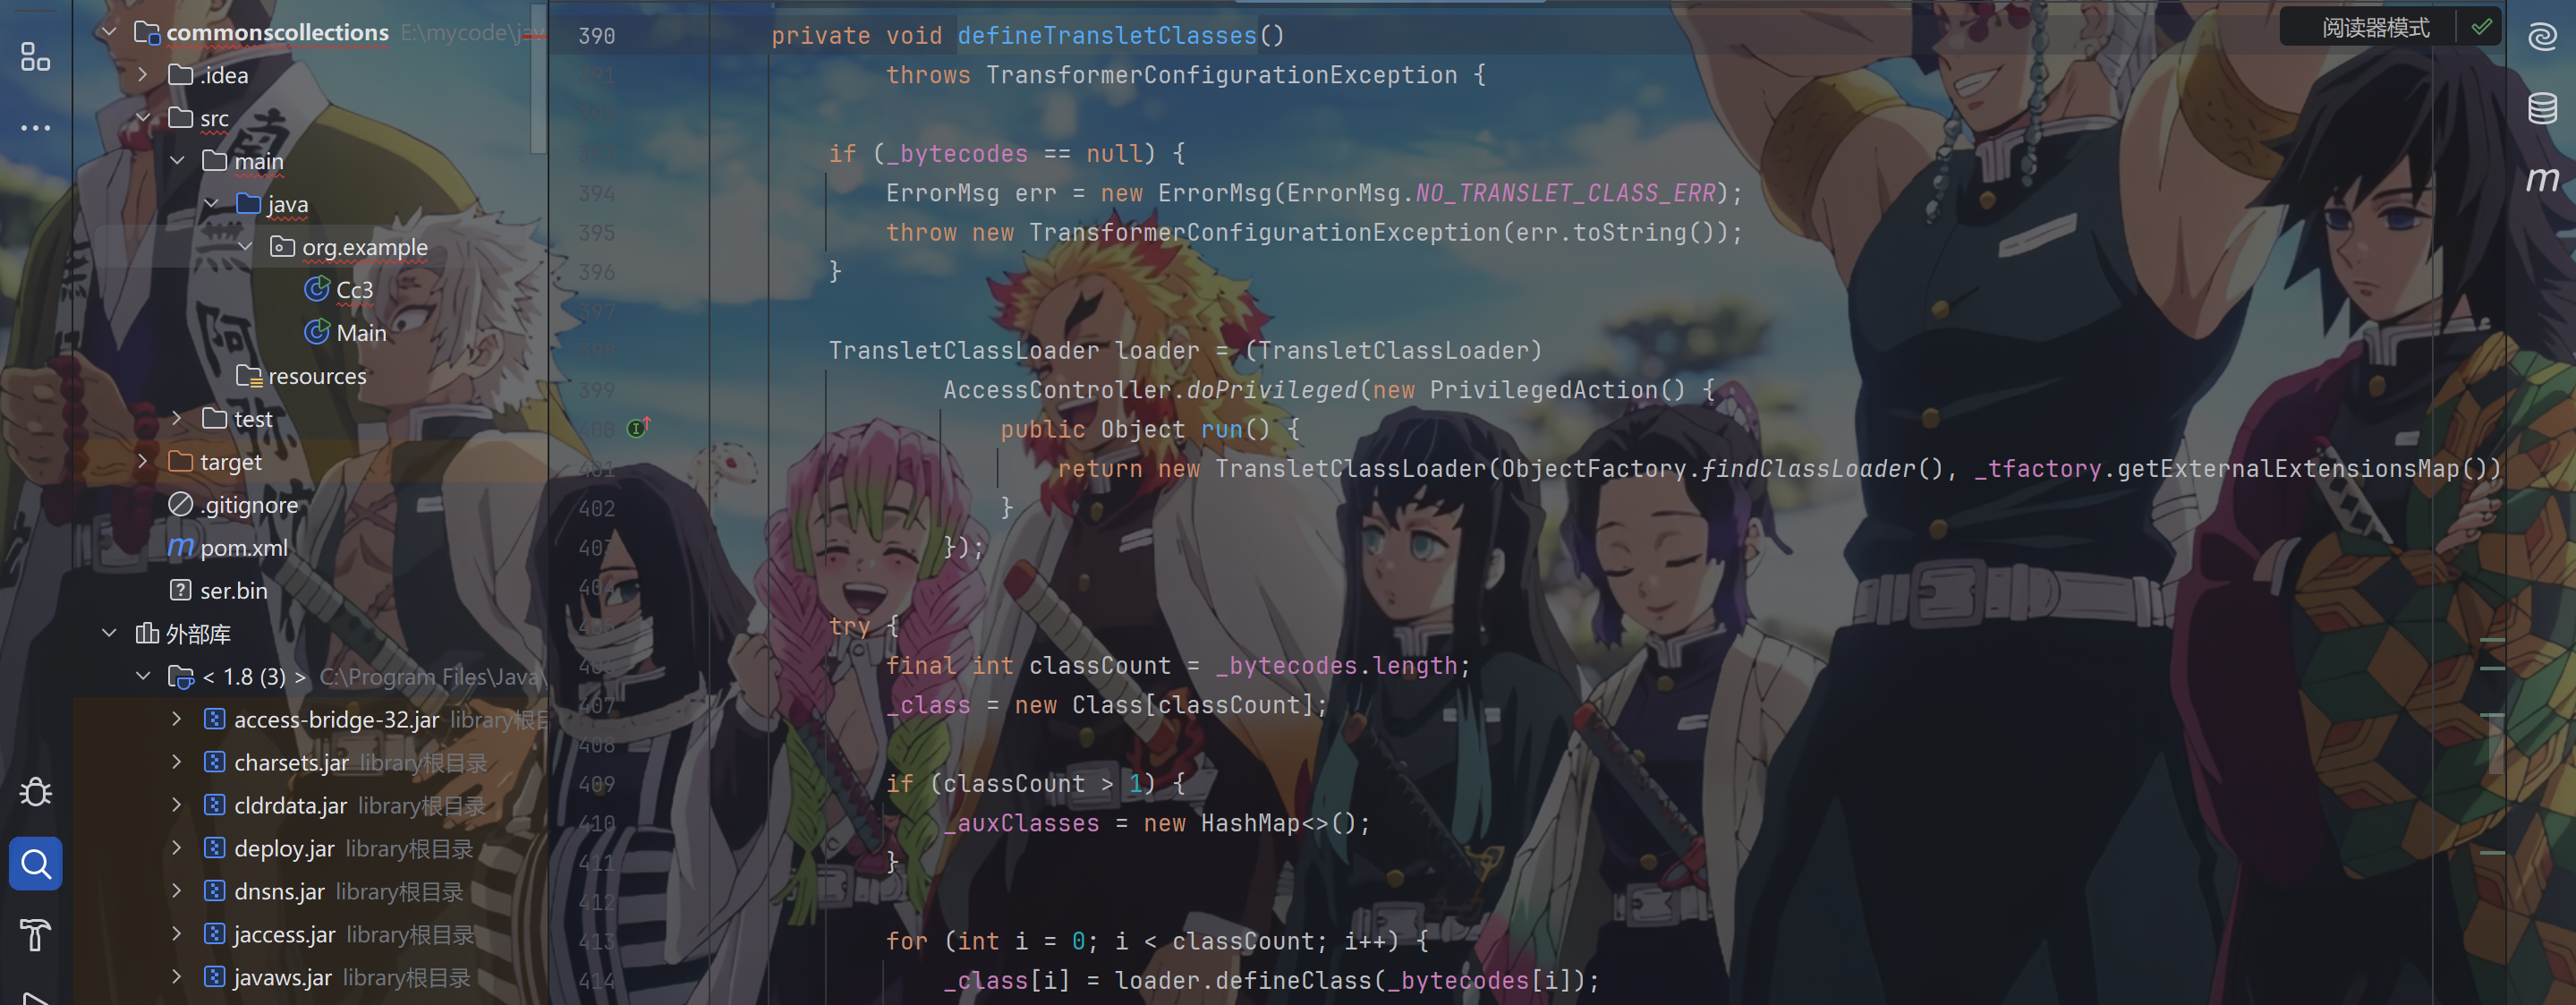 commonscollections E:\mycode\jav
.idea
src
main
java
org.example
Cc3
Main
resources
test
target
.gitignore
pom.xml
ser.bin
外部库
< 1.8 (3) > C:\Program Files\Java\
access-bridge-32.jar library根目
charsets.jar library根目录
cldrdata.jar library根目录
deploy.jar library根目录
dnsns.jar library根目录
jaccess.jar library根目录
javaws.jar library根目录
阅读器模式
390 private void defineTransletClasses()
391 throws TransformerConfigurationException {
392
393 if (_bytecodes == null) {
394 ErrorMsg err = new ErrorMsg(ErrorMsg.NO_TRANSLET_CLASS_ERR);
395 throw new TransformerConfigurationException(err.toString());
396 }
397
398 TransletClassLoader loader = (TransletClassLoader)
399 AccessController.doPrivileged(new PrivilegedAction() {
400 public Object run() {
401 return new TransletClassLoader(ObjectFactory.findClassLoader(), _tfactory.getExternalExtensionsMap())
402 }
403 });
404
405 try {
406 final int classCount = _bytecodes.length;
407 _class = new Class[classCount];
408
409 if (classCount > 1) {
410 _auxClasses = new HashMap<>();
411 }
412
413 for (int i = 0; i < classCount; i++) {
414 _class[i] = loader.defineClass(_bytecodes[i]);
m